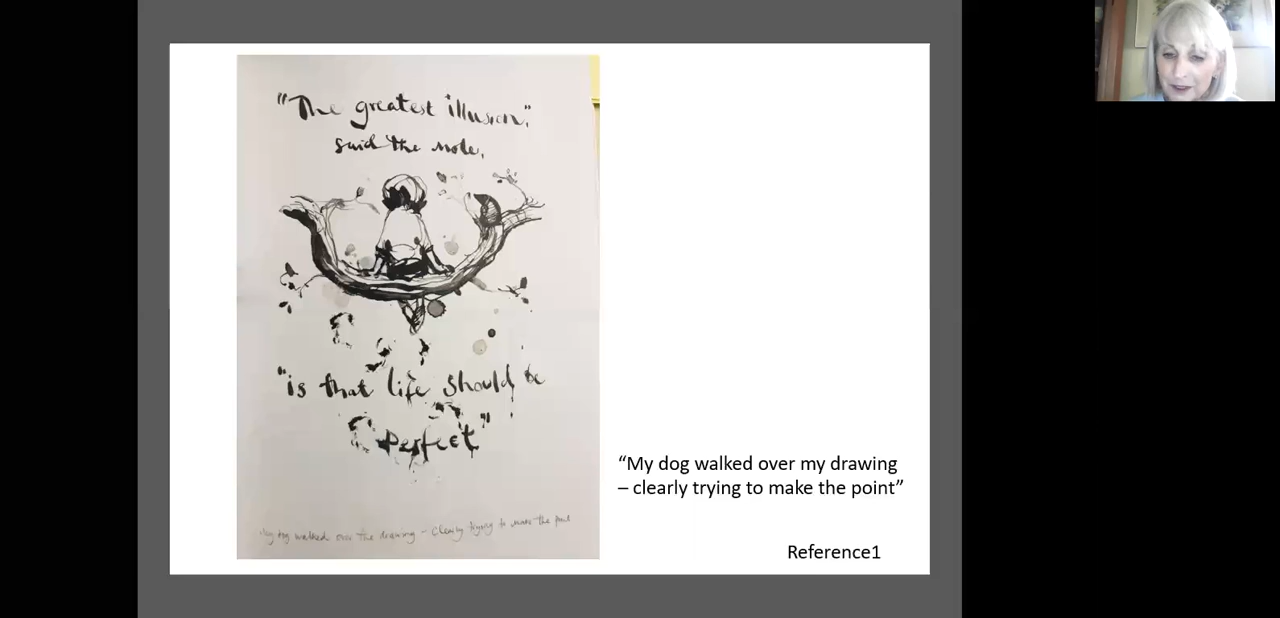 "The greatest illusion,"
said the mole,
"is that life should be
perfect"
My dog walked over the drawing – clearly trying to make the point
"My dog walked over my drawing
– clearly trying to make the point"
Reference1